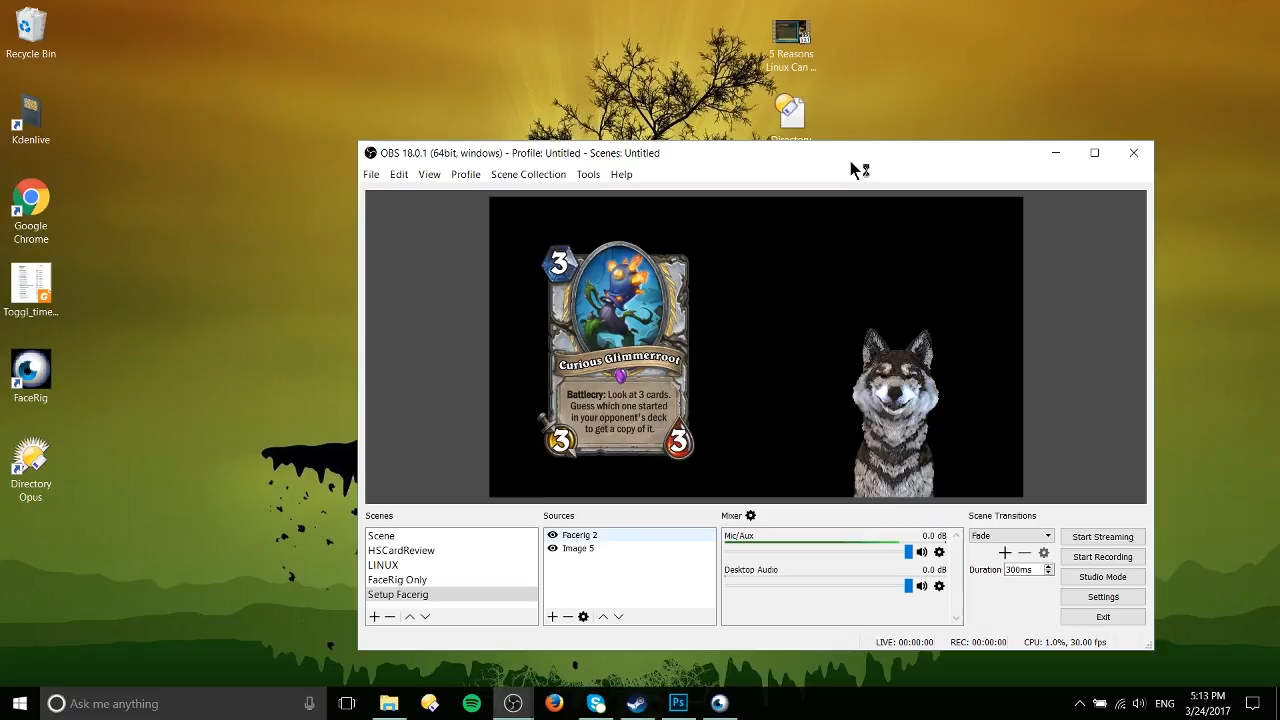 Recycle Bin
Kdenlive
Google
Chrome
Toggl_time...
FaceRig
Directory
Opus
5 Reasons
Linux Can ...
Directory
OBS 18.0.1 (64bit, windows) - Profile: Untitled - Scenes: Untitled
File Edit View Profile Scene Collection Tools Help
3
Curious Glimmerroot
Battlecry: Look at 3 cards.
Guess which one started
in your opponent's deck
to get a copy of it.
3 3
Scenes
Scene
HSCardReview
LINUX
FaceRig Only
Setup Facerig
Sources
Facerig 2
Image 5
Mixer
Mic/Aux 0.0 dB
Desktop Audio 0.0 dB
Scene Transitions
Fade
Duration 300ms
Start Streaming
Start Recording
Studio Mode
Settings
Exit
LIVE: 00:00:00 REC: 00:00:00 CPU: 1.0%, 30.00 fps
Ask me anything
Ps
ENG
5:13 PM
3/24/2017